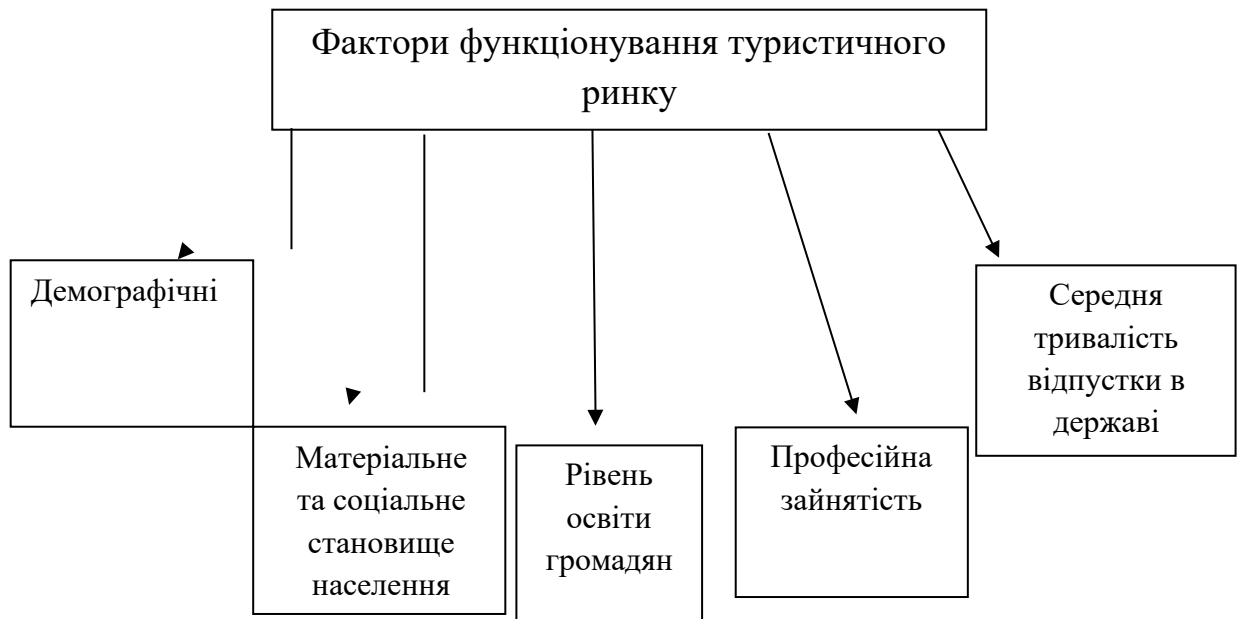 Фактори функціонування туристичного
ринку
Демографічні
Матеріальне
та соціальне
становище
населення
Рівень
освіти
громадян
Професійна
зайнятість
Середня
тривалість
відпустки в
державі